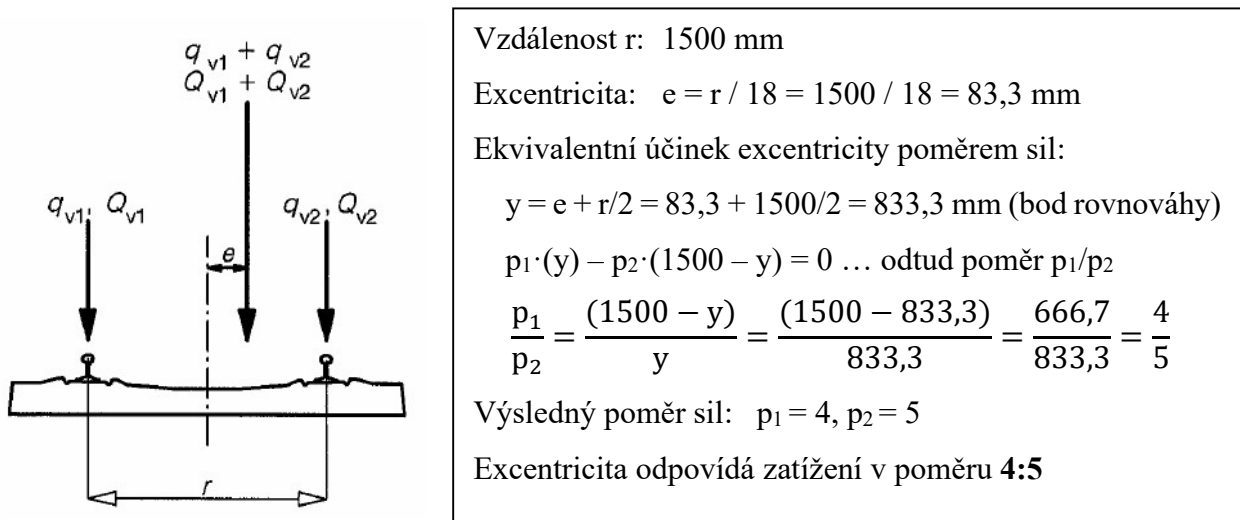 q v1 + q v2
Q v1 + Q v2
q v1, Q v1
q v2, Q v2
e
r
Vzdálenost r: 1500 mm
Excentricita: e = r / 18 = 1500 / 18 = 83,3 mm
Ekvivalentní účinek excentricity poměrem sil:
y = e + r/2 = 83,3 + 1500/2 = 833,3 mm (bod rovnováhy)
p₁·(y) – p₂·(1500 – y) = 0 … odtud poměr p₁/p₂
p₁/p₂ = (1500 − y)/y = (1500 − 833,3)/833,3 = 666,7/833,3 = 4/5
Výsledný poměr sil: p₁ = 4, p₂ = 5
Excentricita odpovídá zatížení v poměru 4:5